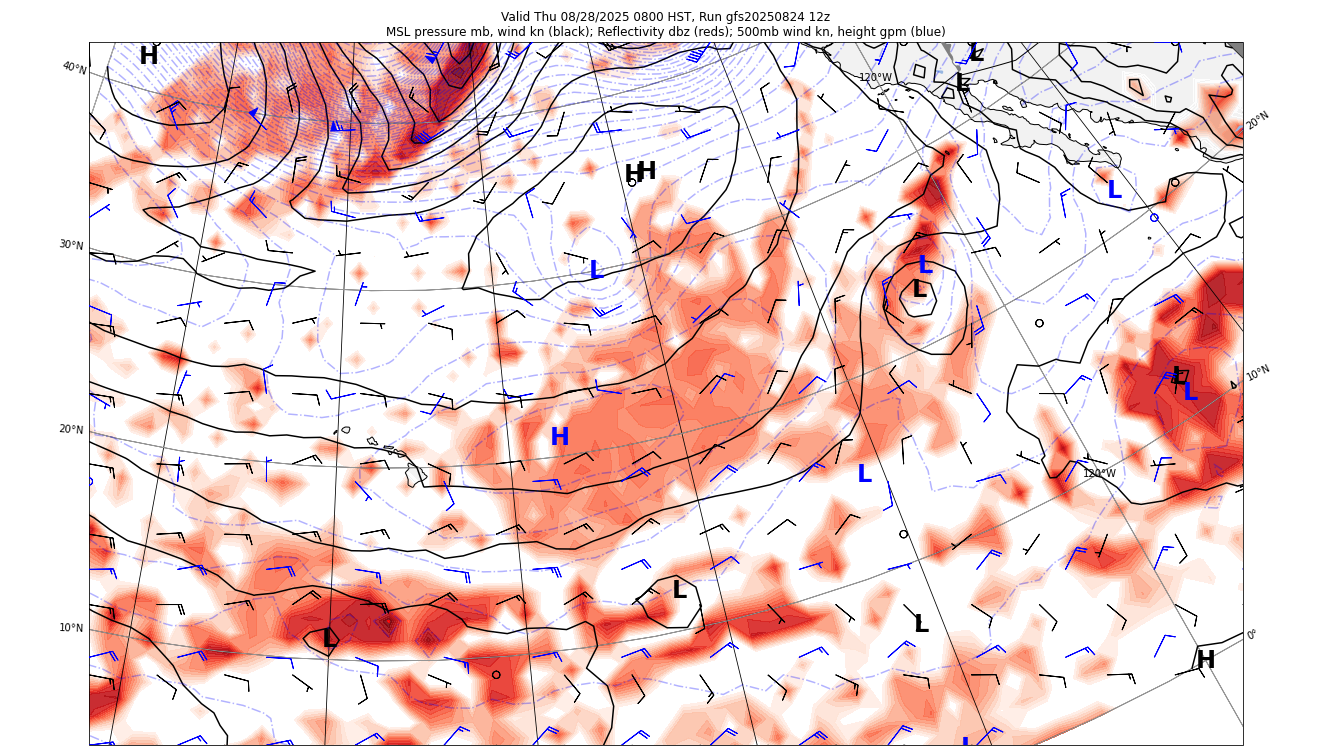 Valid Thu 08/28/2025 0800 HST, Run gfs20250824 12z
MSL pressure mb, wind kn (black); Reflectivity dbz (reds); 500mb wind kn, height gpm (blue)
H
L
40°N
120°W
L
20°N
H
H
L
30°N
L
L
L
10°N
L
L
20°N
H
L
120°W
L
10°N
L
L
0°
H
L